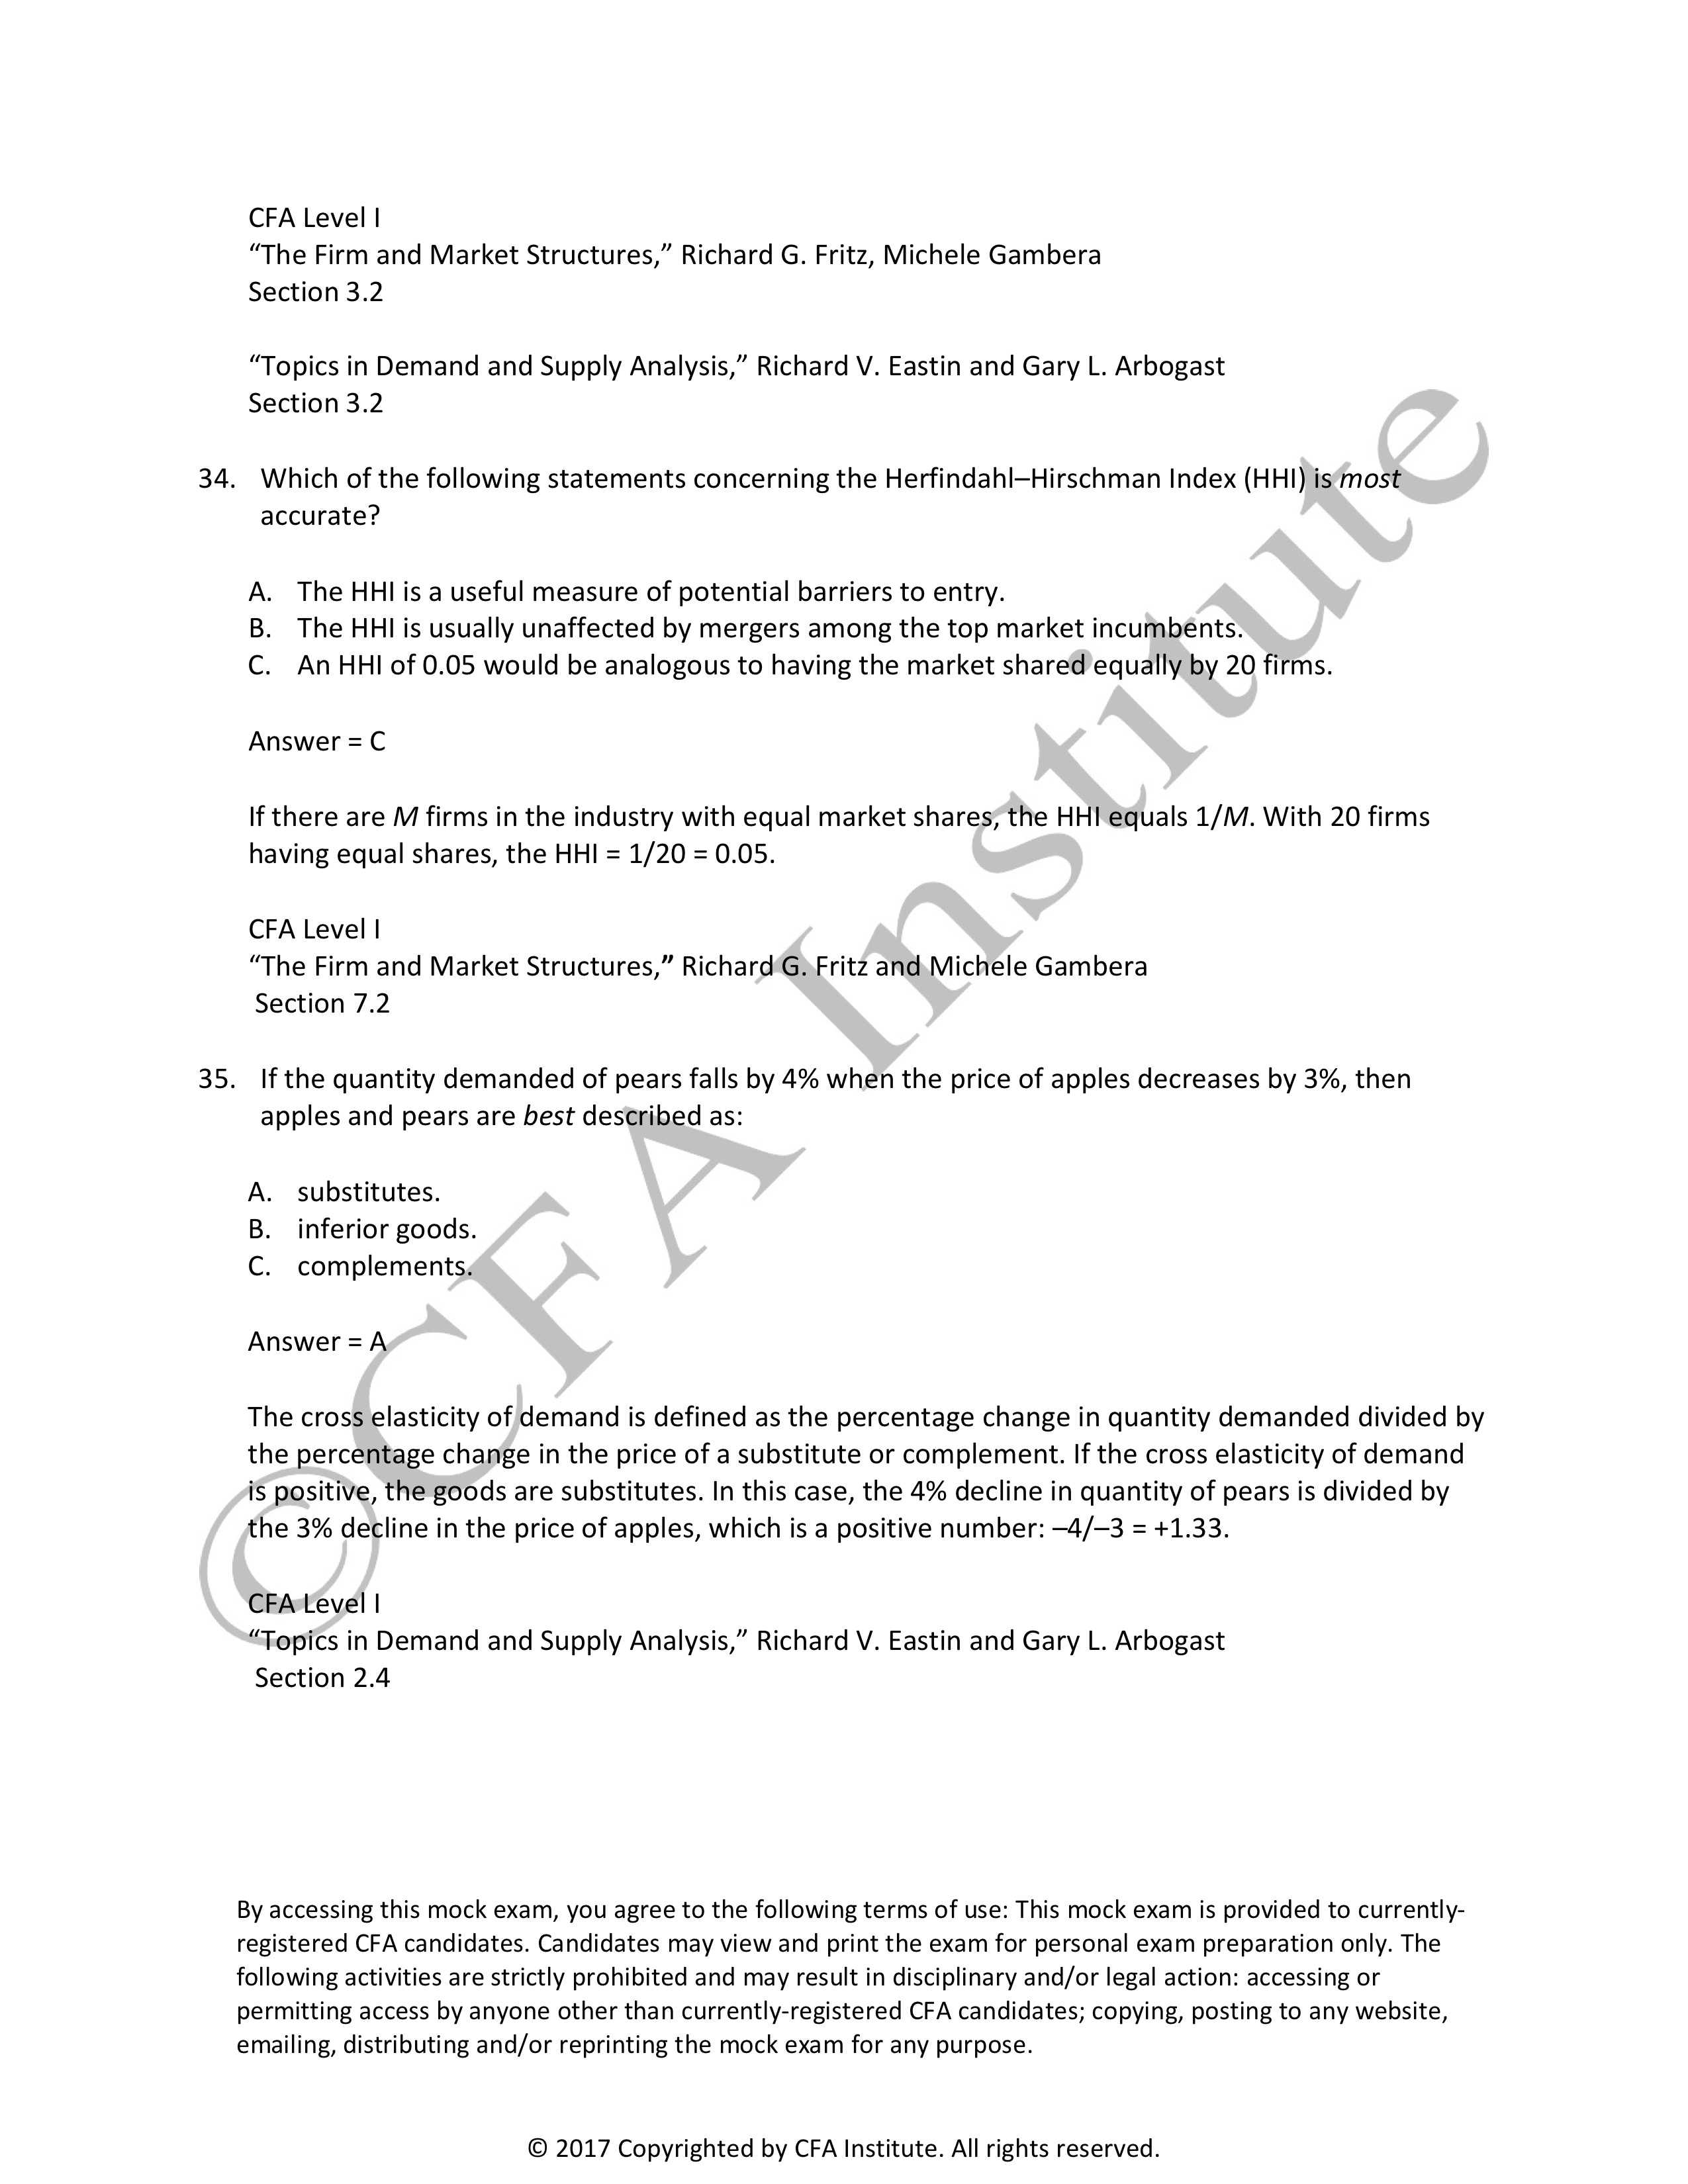 CFA Level I
“The Firm and Market Structures,” Richard G. Fritz, Michele Gambera
Section 3.2
“Topics in Demand and Supply Analysis,” Richard V. Eastin and Gary L. Arbogast
Section 3.2
34. Which of the following statements concerning the Herfindahl–Hirschman Index (HHI) is most
accurate?
A. The HHI is a useful measure of potential barriers to entry.
B. The HHI is usually unaffected by mergers among the top market incumbents.
C. An HHI of 0.05 would be analogous to having the market shared equally by 20 firms.
Answer = C
If there are M firms in the industry with equal market shares, the HHI equals 1/M. With 20 firms
having equal shares, the HHI = 1/20 = 0.05.
CFA Level I
“The Firm and Market Structures,” Richard G. Fritz and Michele Gambera
Section 7.2
35. If the quantity demanded of pears falls by 4% when the price of apples decreases by 3%, then
apples and pears are best described as:
A. substitutes.
B. inferior goods.
C. complements.
Answer = A
The cross elasticity of demand is defined as the percentage change in quantity demanded divided by
the percentage change in the price of a substitute or complement. If the cross elasticity of demand
is positive, the goods are substitutes. In this case, the 4% decline in quantity of pears is divided by
the 3% decline in the price of apples, which is a positive number: –4/–3 = +1.33.
CFA Level I
“Topics in Demand and Supply Analysis,” Richard V. Eastin and Gary L. Arbogast
Section 2.4
© CFA Institute
By accessing this mock exam, you agree to the following terms of use: This mock exam is provided to currently-
registered CFA candidates. Candidates may view and print the exam for personal exam preparation only. The
following activities are strictly prohibited and may result in disciplinary and/or legal action: accessing or
permitting access by anyone other than currently-registered CFA candidates; copying, posting to any website,
emailing, distributing and/or reprinting the mock exam for any purpose.
© 2017 Copyrighted by CFA Institute. All rights reserved.